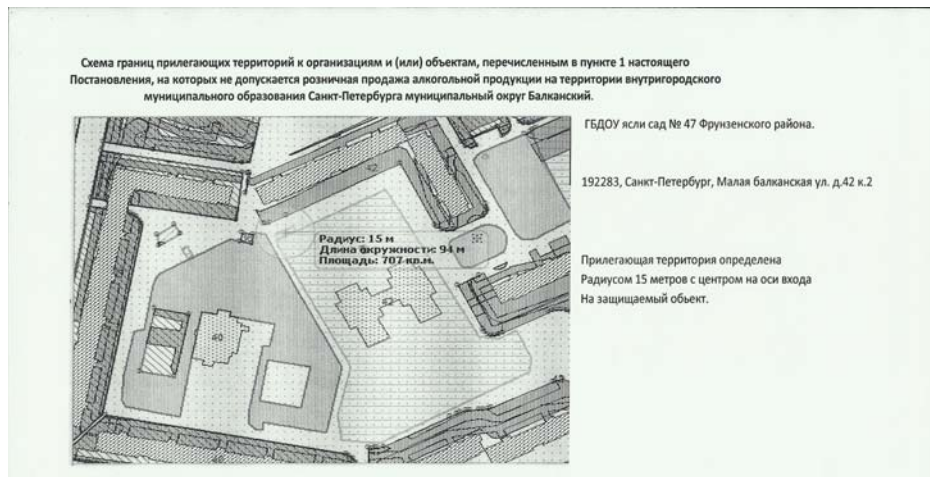 Схема границ прилегающих территорий к организациям и (или) объектам, перечисленным в пункте 1 настоящего
Постановления, на которых не допускается розничная продажа алкогольной продукции на территории внутригородского
муниципального образования Санкт-Петербурга муниципальный округ Балканский.
ГБДОУ ясли сад № 47 Фрунзенского района.
192283, Санкт-Петербург, Малая балканская ул. д.42 к.2
Радиус: 15 м
Длина окружности: 94 м
Площадь: 707 кв.м.
Прилегающая территория определена
Радиусом 15 метров с центром на оси входа
На защищаемый обьект.